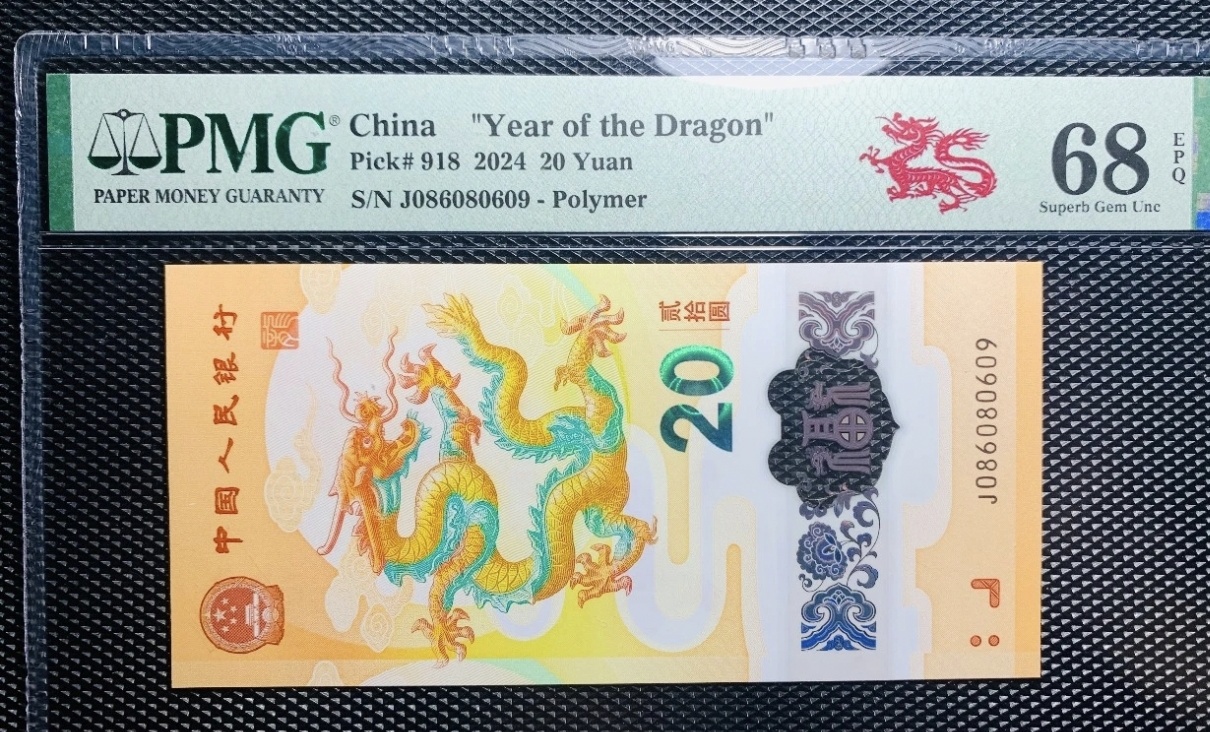 PMG®
PAPER MONEY GUARANTY
China "Year of the Dragon"
Pick# 918 2024 20 Yuan
S/N J086080609 - Polymer
68
EPQ
Superb Gem Unc
中国人民银行
贰拾圆
20
福
J086080609